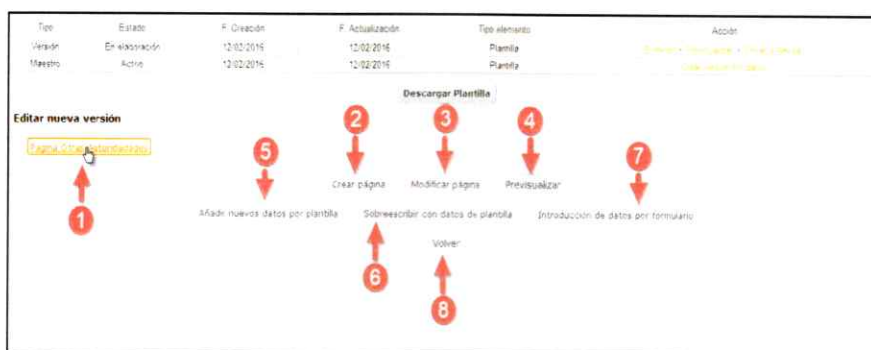 Tipo Estado F. Creación F. Actualización Tipo elemento Acción
Versión En elaboración 12/02/2016 12/02/2016 Plantilla
Maestro Activo 12/02/2016 12/02/2016 Plantilla
Descargar Plantilla
Editar nueva versión
2 3 4
Página
5 7
Crear página Modificar página Previsualizar
1
Añadir nuevos datos por plantilla Sobreescribir con datos de plantilla Introducción de datos por formulario
Volver
6
8